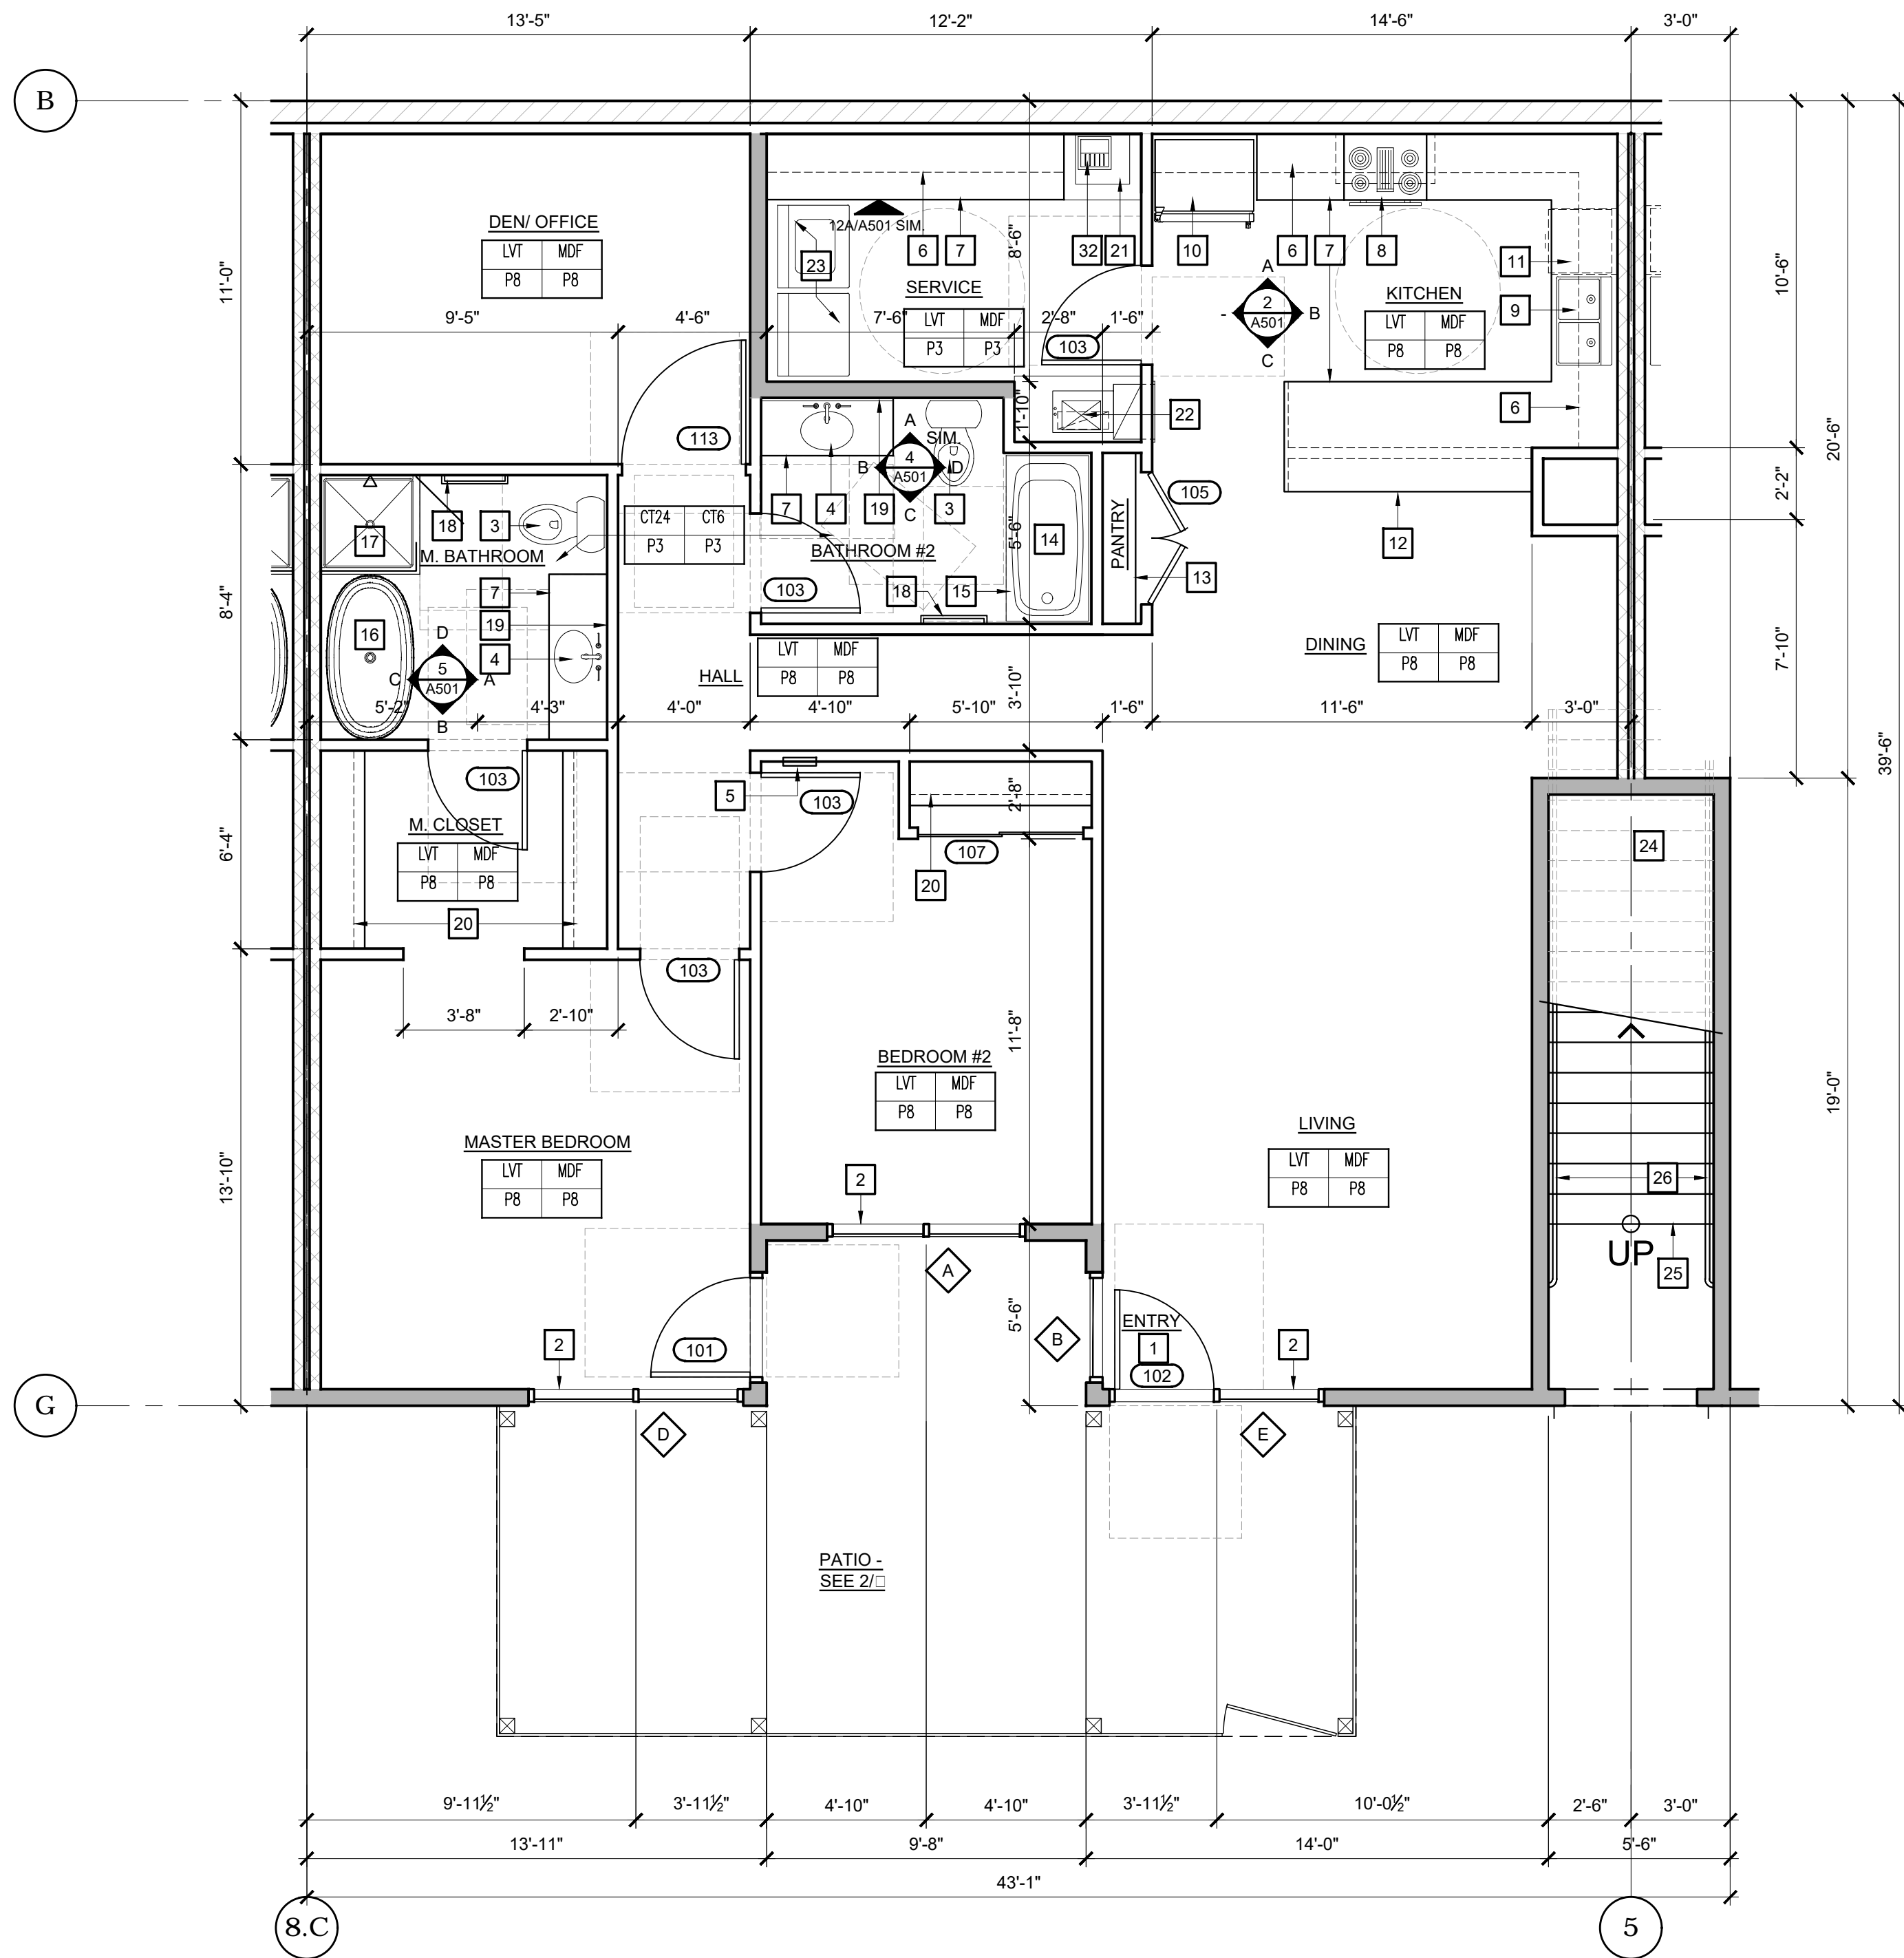 13'-5" 12'-2" 14'-6" 3'-0"
B
DEN/ OFFICE
LVT MDF
P8 P8
11'-0"
12A/A501 SIM.
23 6 7 32 21 10 6 7 8 11
8'-6"
SERVICE
LVT MDF
P3 P3
A
2
A501
- B
C
KITCHEN
LVT MDF
P8 P8
9
10'-6"
9'-5" 4'-6" 7'-6" 2'-8" 1'-6"
103
1'-10"
22
6
113
A
SIM.
B 4 D
A501
C
20'-6"
2'-2"
39'-6"
105
17 18 3
M. BATHROOM
CT24 CT6
P3 P3
7 4 19 3
BATHROOM #2
5'-6"
14
PANTRY
12
13
103
18 15
8'-4"
7
19
16
4
D
C 5 A
A501
B
HALL
LVT MDF
P8 P8
3'-10"
DINING
LVT MDF
P8 P8
7'-10"
5'-2" 4'-3" 4'-0" 4'-10" 5'-10" 1'-6" 11'-6" 3'-0"
103
5
103
2'-8"
M. CLOSET
LVT MDF
P8 P8
6'-4"
107
20
20
24
103
3'-8" 2'-10"
11'-8"
BEDROOM #2
LVT MDF
P8 P8
19'-0"
MASTER BEDROOM
LVT MDF
P8 P8
13'-10"
LIVING
LVT MDF
P8 P8
2
26
UP
25
A
B
5'-6"
ENTRY
1
102
2
101
2
G
D
E
PATIO -
SEE 2/
9'-11½" 3'-11½" 4'-10" 4'-10" 3'-11½" 10'-0½" 2'-6" 3'-0"
13'-11" 9'-8" 14'-0" 5'-6"
43'-1"
8.C 5